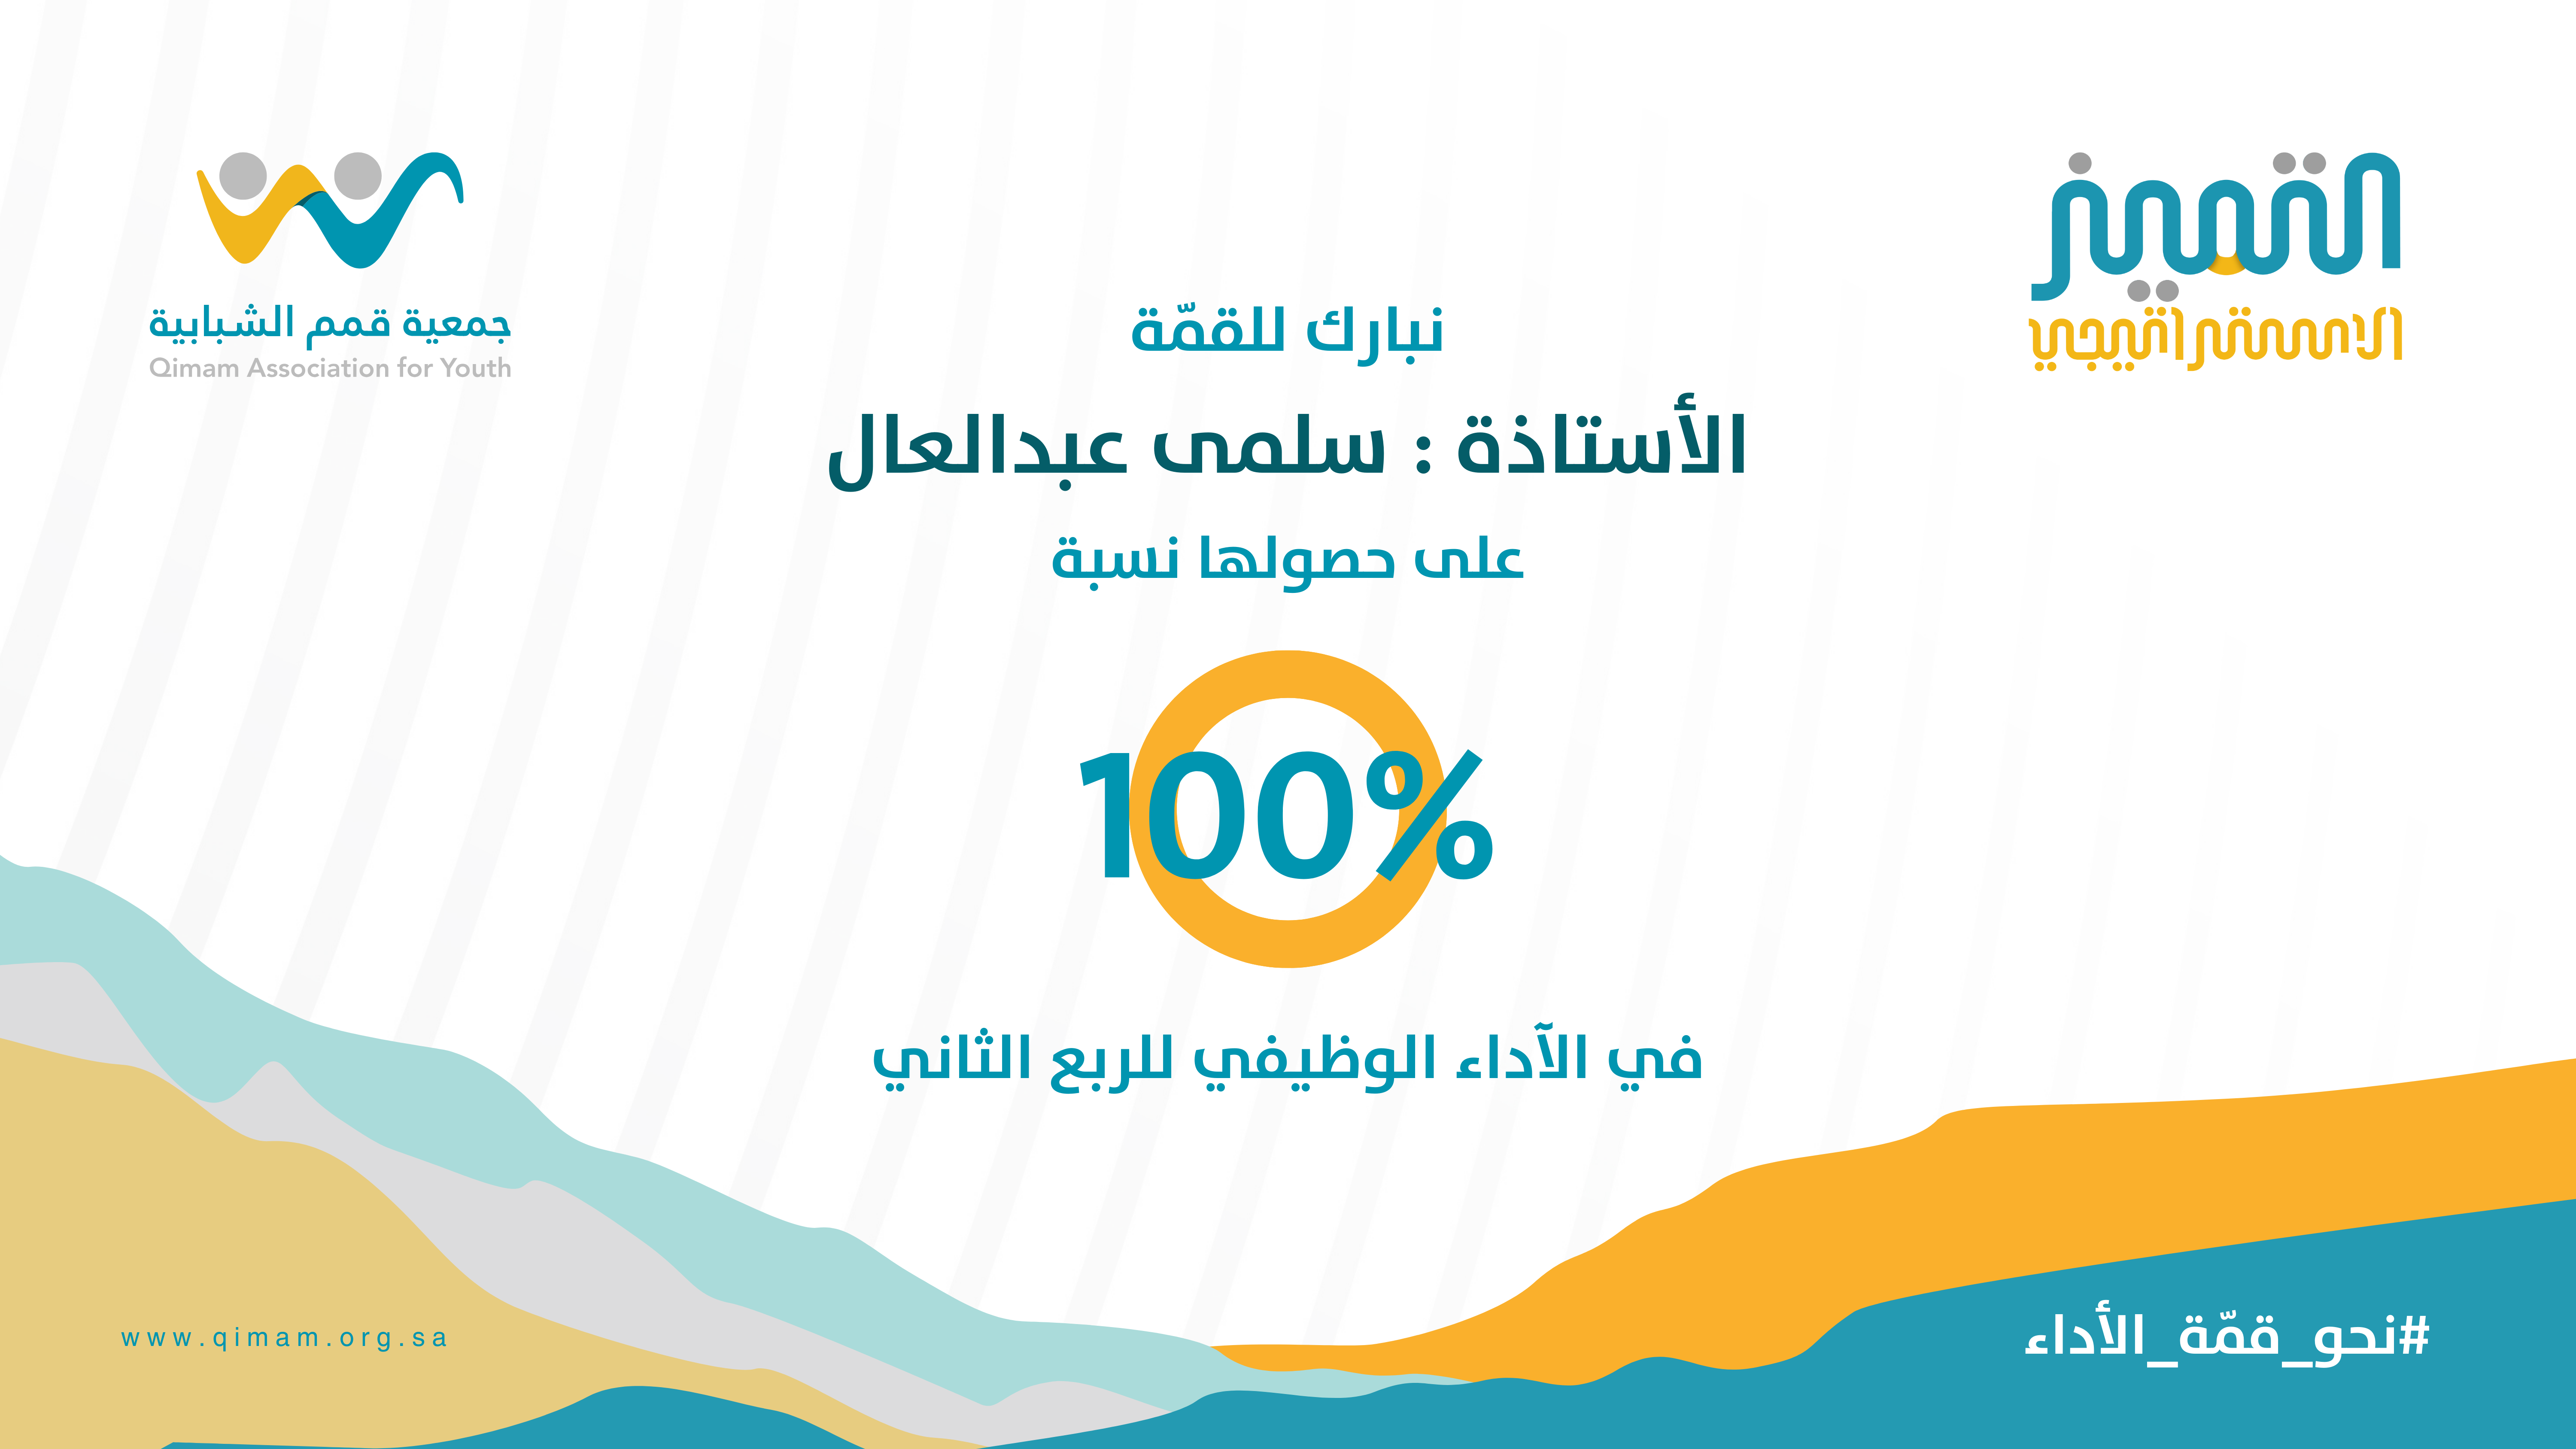 التميز
الاستراتيجي
جمعية قمم الشبابية
Qimam Association for Youth
نبارك للقمّة
الأستاذة : سلمى عبدالعال
على حصولها نسبة
100%
في الآداء الوظيفي للربع الثاني
#نحو_قمّة_الأداء
www.qimam.org.sa